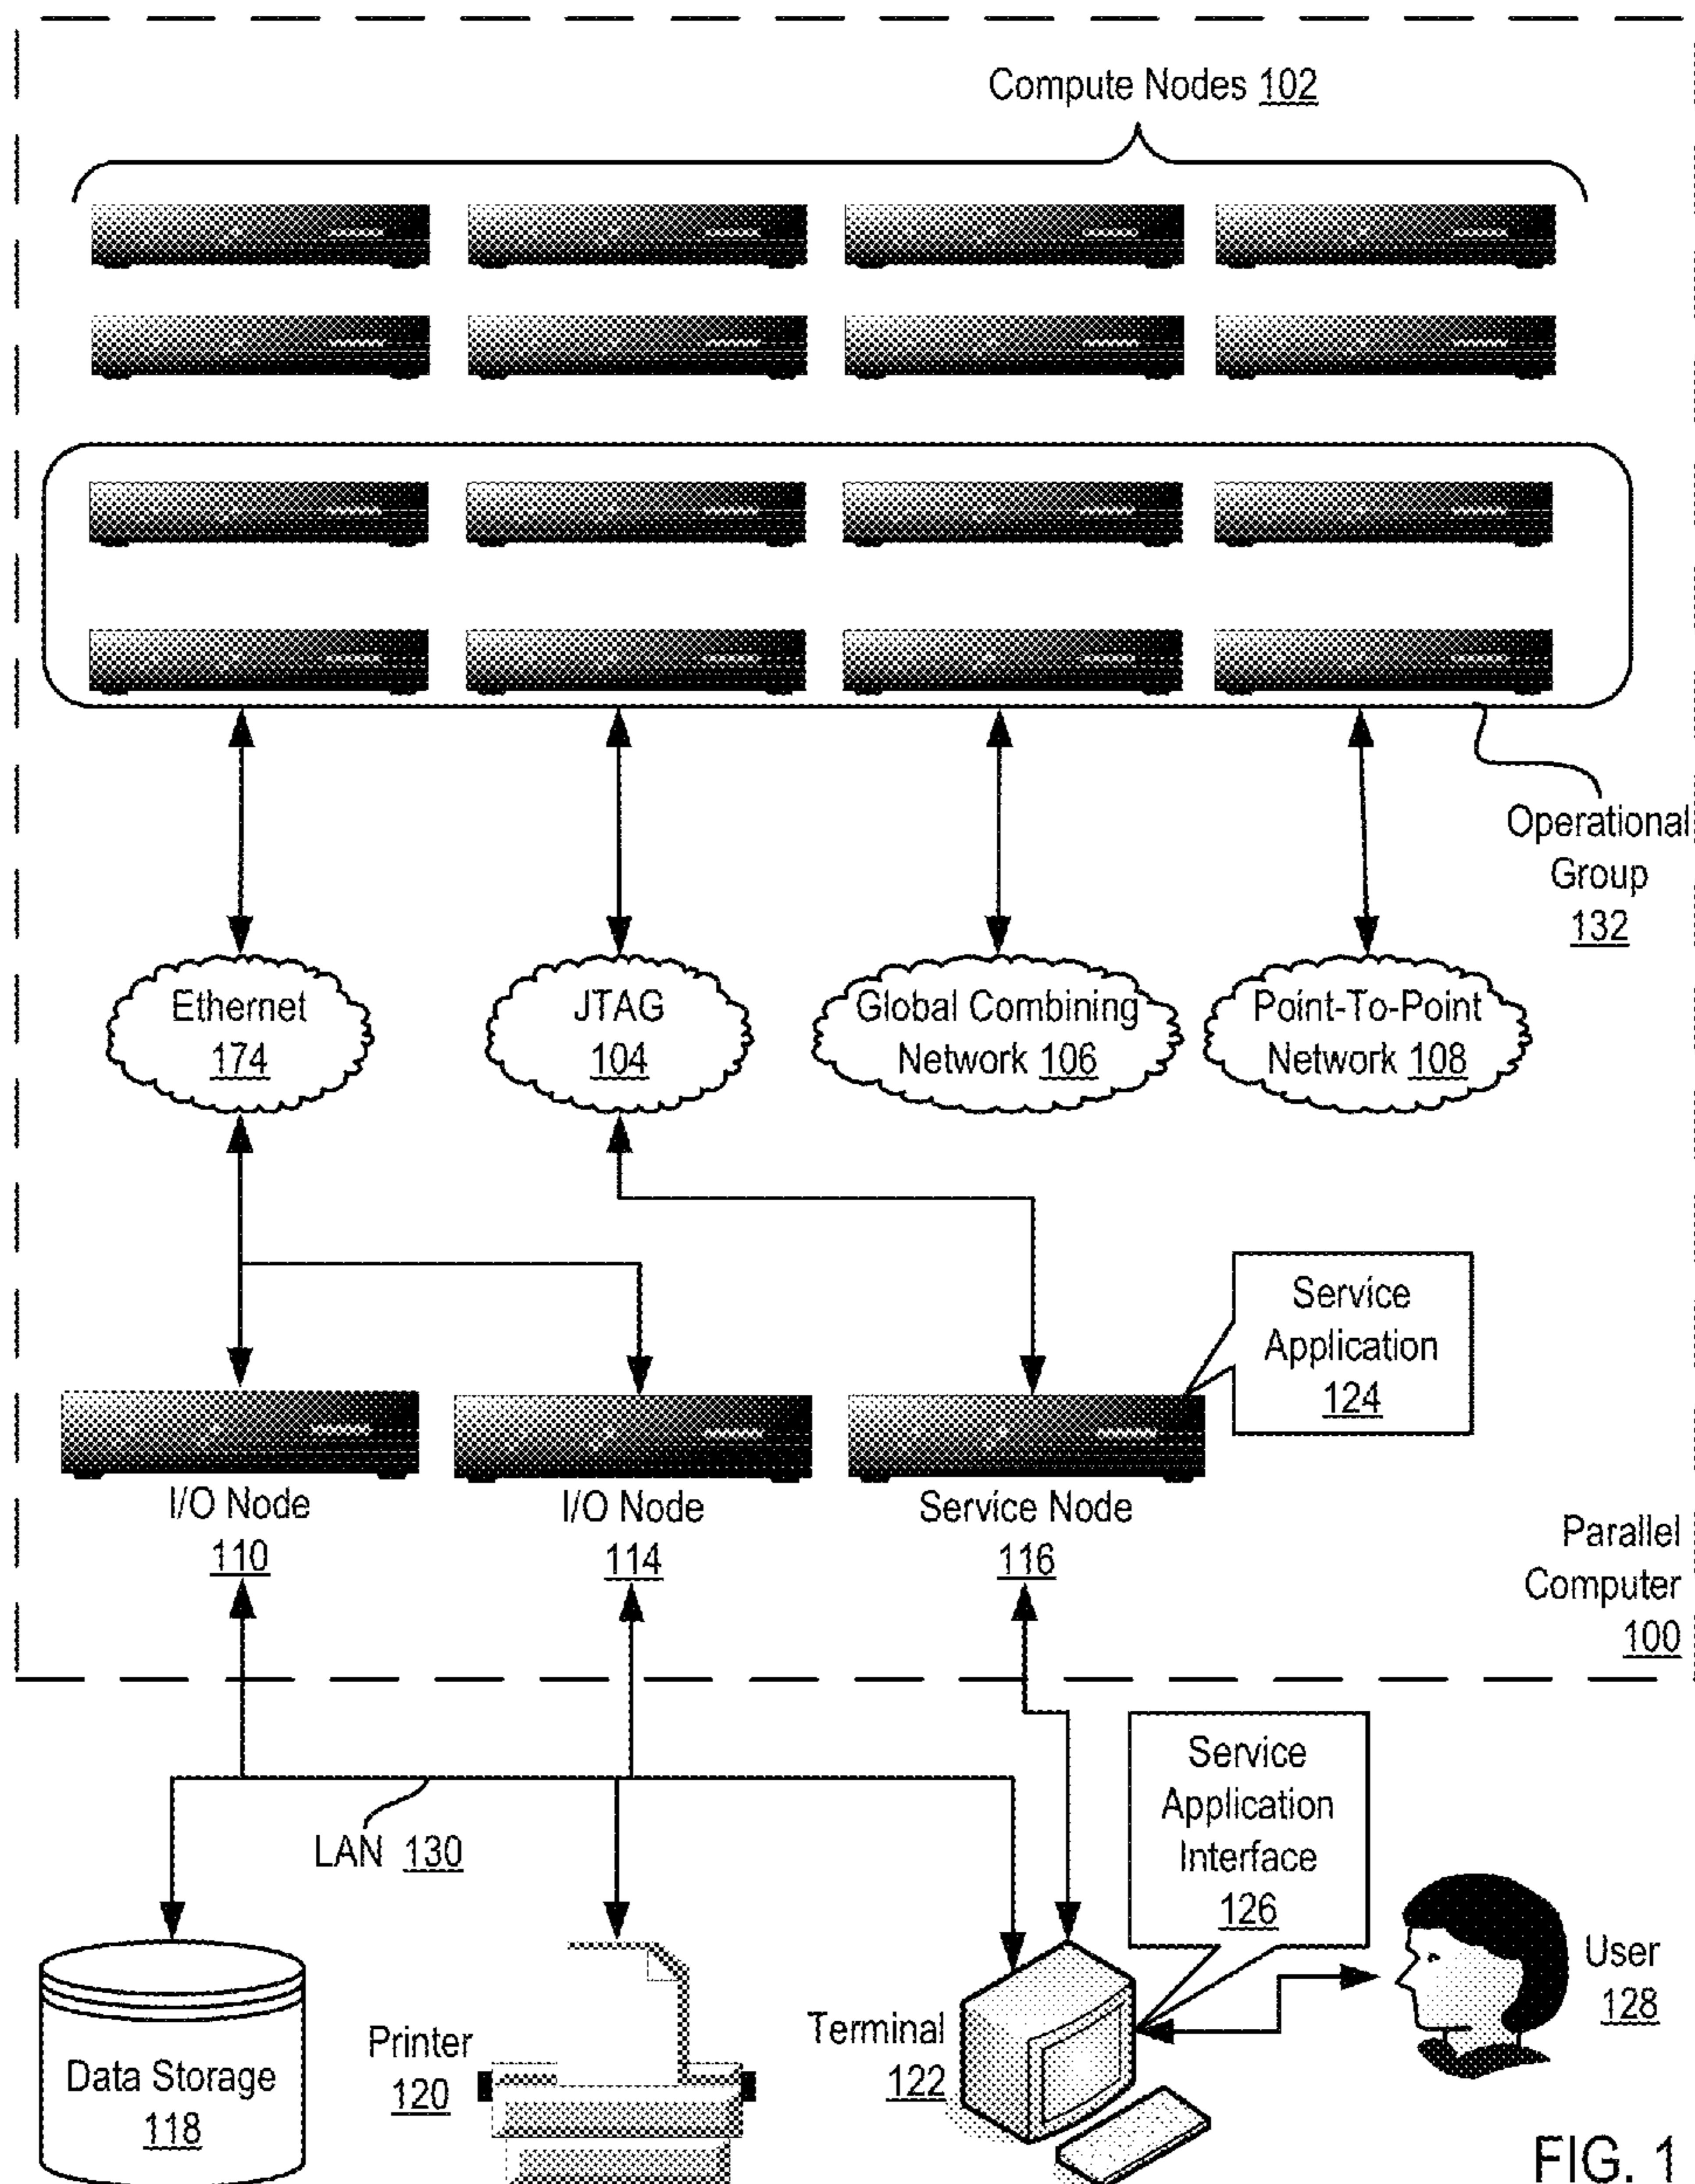 Compute Nodes 102
Operational
Group
132
Ethernet
174
JTAG
104
Global Combining
Network 106
Point-To-Point
Network 108
Service
Application
124
I/O Node
110
I/O Node
114
Service Node
116
Parallel
Computer
100
LAN 130
Service
Application
Interface
126
User
128
Data Storage
118
Printer
120
Terminal
122
FIG. 1